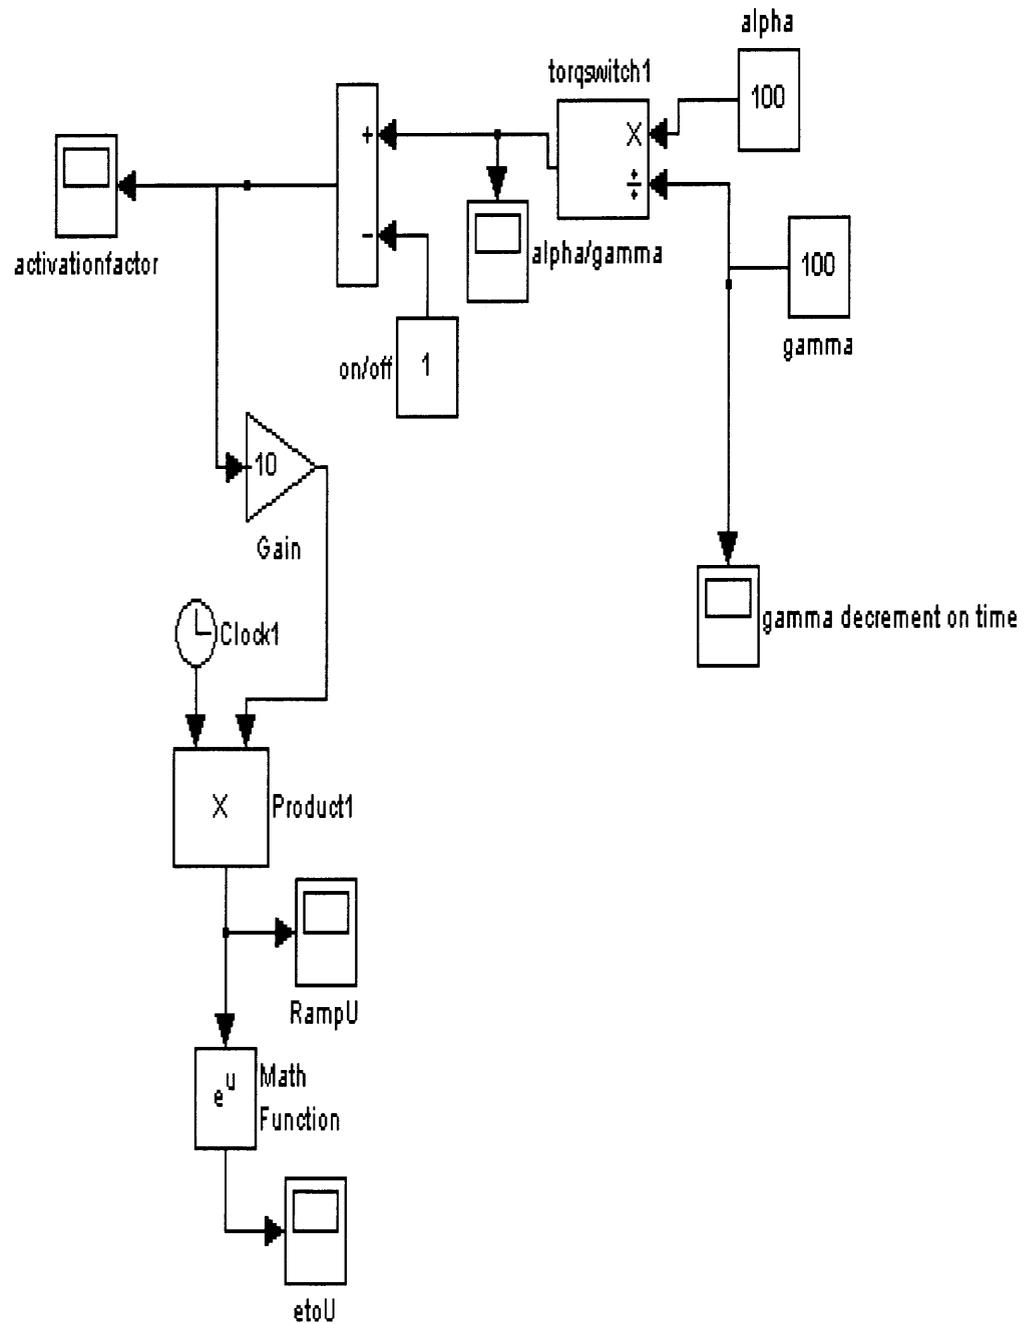 alpha
100
torqswitch1
X
÷
+
-
activationfactor
alpha/gamma
100
gamma
on/off
1
10
Gain
Clock1
gamma decrement on time
X
Product1
RampU
e^u
Math
Function
etoU